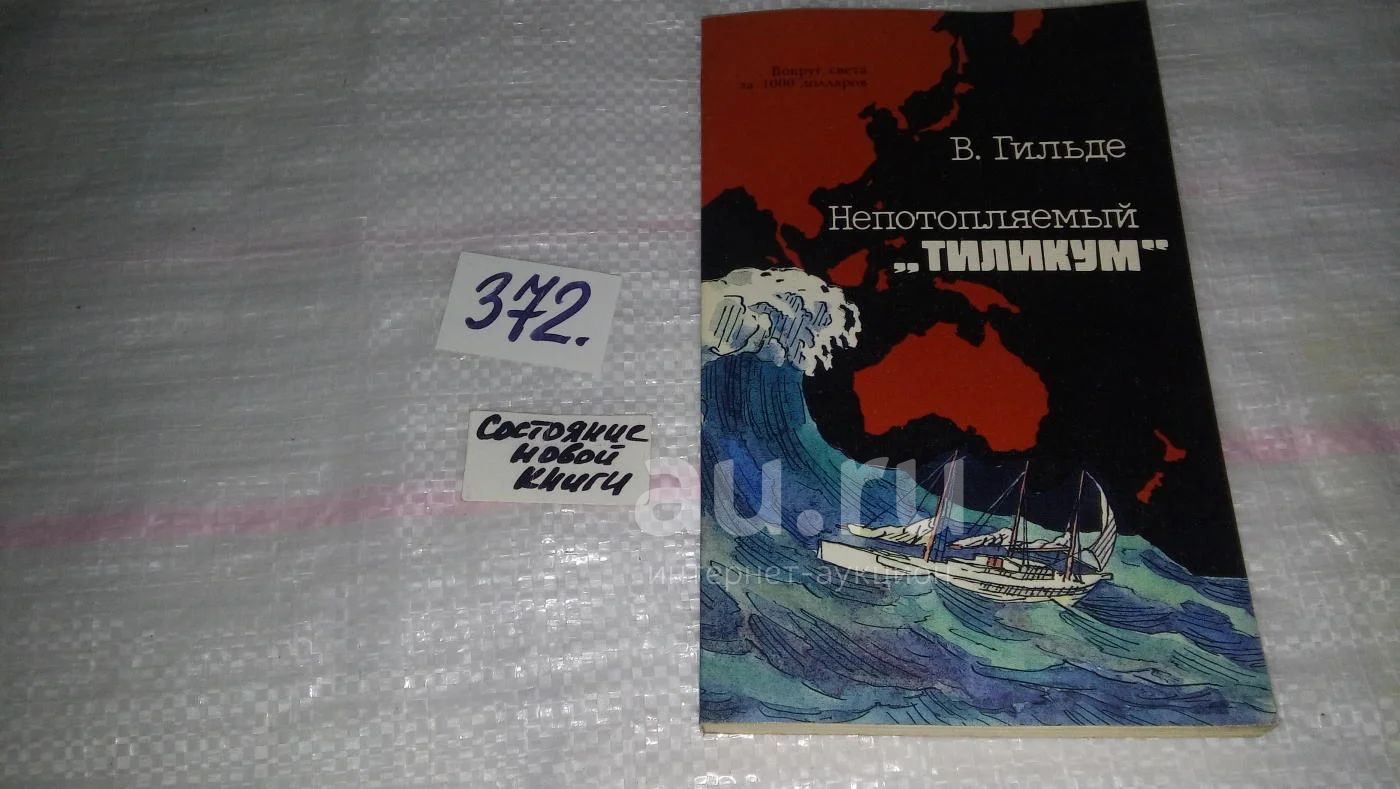 Вокруг света
за 1000 долларов
В. Гильде
Непотопляемый
„ТИЛИКУМ“
372.
Состояние
новой
книги
au.ru
интернет-аукцион